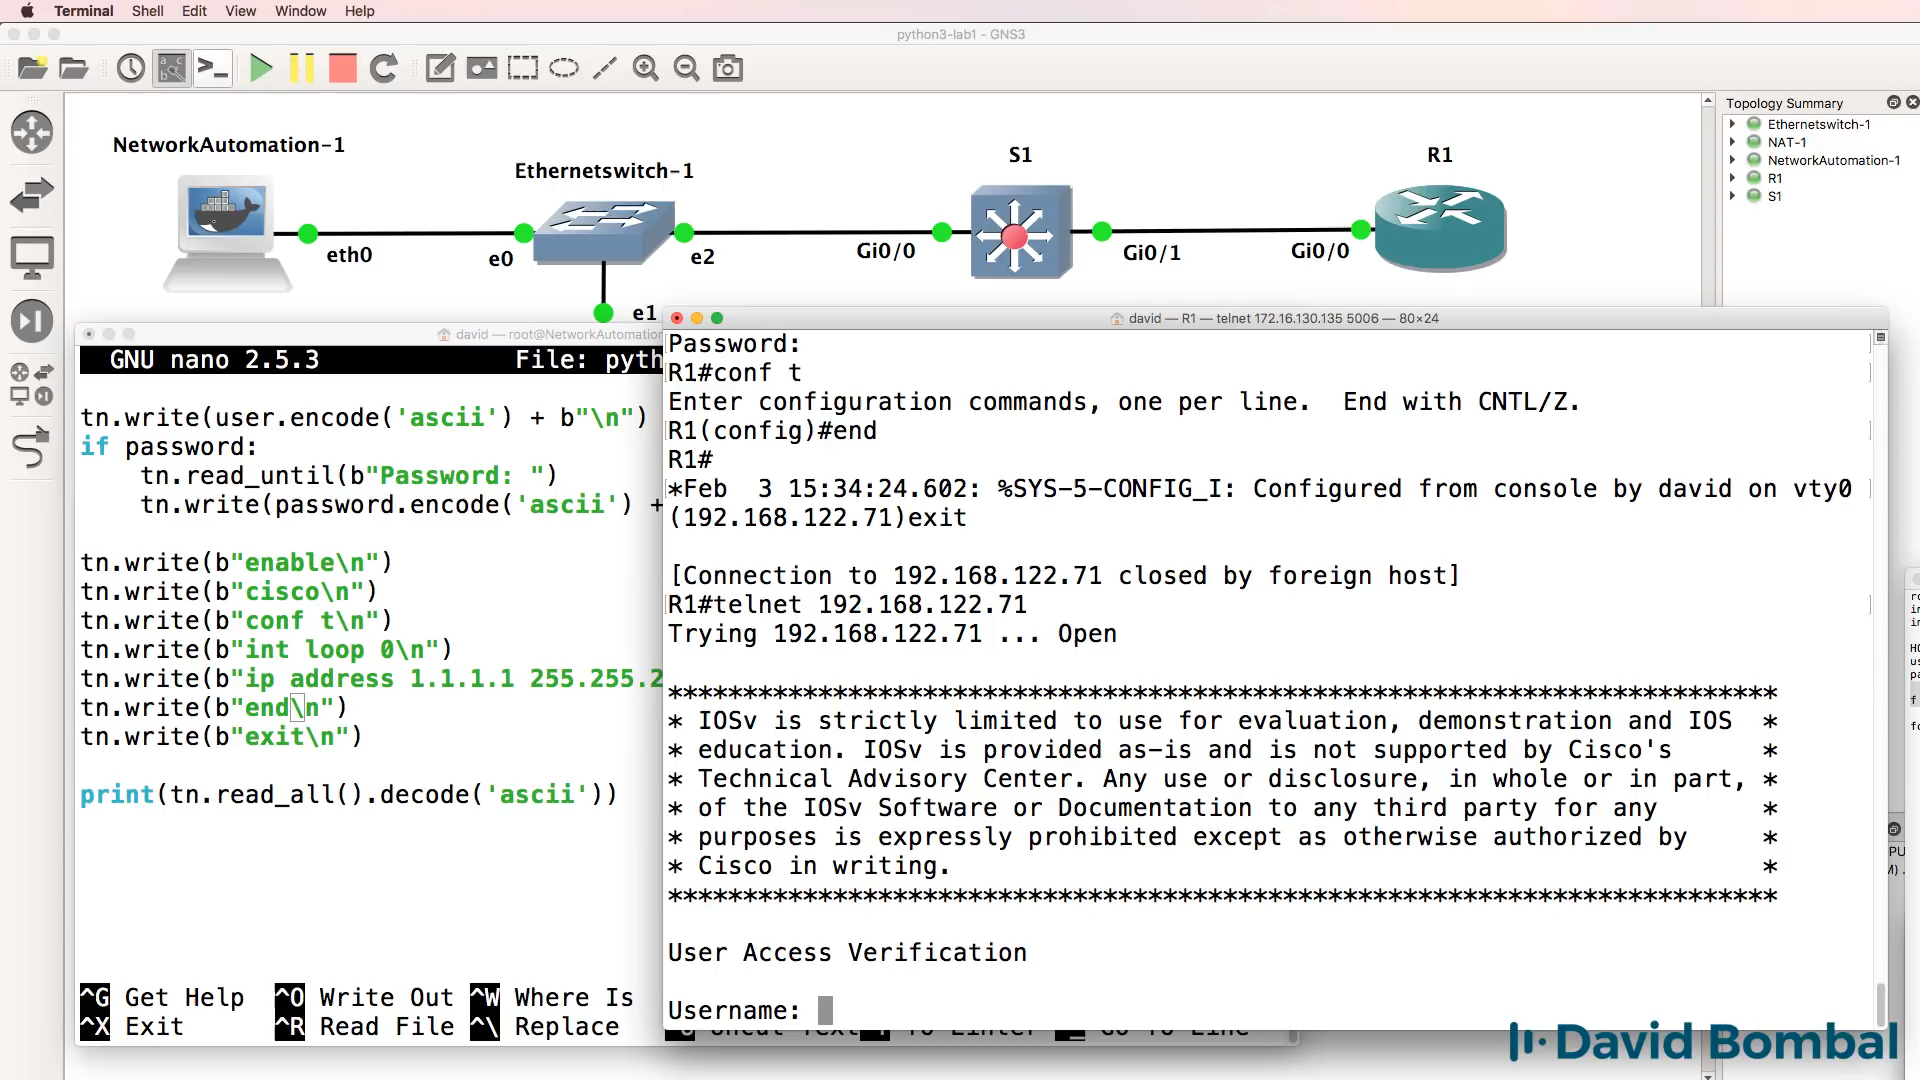 Terminal Shell Edit View Window Help
python3-lab1 - GNS3
Topology Summary
Ethernetswitch-1
NAT-1
NetworkAutomation-1
R1
S1
NetworkAutomation-1
Ethernetswitch-1
S1
R1
eth0
e0
e2
Gi0/0
Gi0/1
Gi0/0
e1
david — root@NetworkAutomation
GNU nano 2.5.3 File: pyth
tn.write(user.encode('ascii') + b"\n")
if password:
tn.read_until(b"Password: ")
tn.write(password.encode('ascii') +
tn.write(b"enable\n")
tn.write(b"cisco\n")
tn.write(b"conf t\n")
tn.write(b"int loop 0\n")
tn.write(b"ip address 1.1.1.1 255.255.2
tn.write(b"end\n")
tn.write(b"exit\n")
print(tn.read_all().decode('ascii'))
^G Get Help ^O Write Out ^W Where Is
^X Exit ^R Read File ^\ Replace
david — R1 — telnet 172.16.130.135 5006 — 80×24
Password:
R1#conf t
Enter configuration commands, one per line. End with CNTL/Z.
R1(config)#end
R1#
*Feb 3 15:34:24.602: %SYS-5-CONFIG_I: Configured from console by david on vty0
(192.168.122.71)exit
[Connection to 192.168.122.71 closed by foreign host]
R1#telnet 192.168.122.71
Trying 192.168.122.71 ... Open
**************************************************************************
* IOSv is strictly limited to use for evaluation, demonstration and IOS *
* education. IOSv is provided as-is and is not supported by Cisco's *
* Technical Advisory Center. Any use or disclosure, in whole or in part, *
* of the IOSv Software or Documentation to any third party for any *
* purposes is expressly prohibited except as otherwise authorized by *
* Cisco in writing. *
**************************************************************************
User Access Verification
Username:
David Bombal